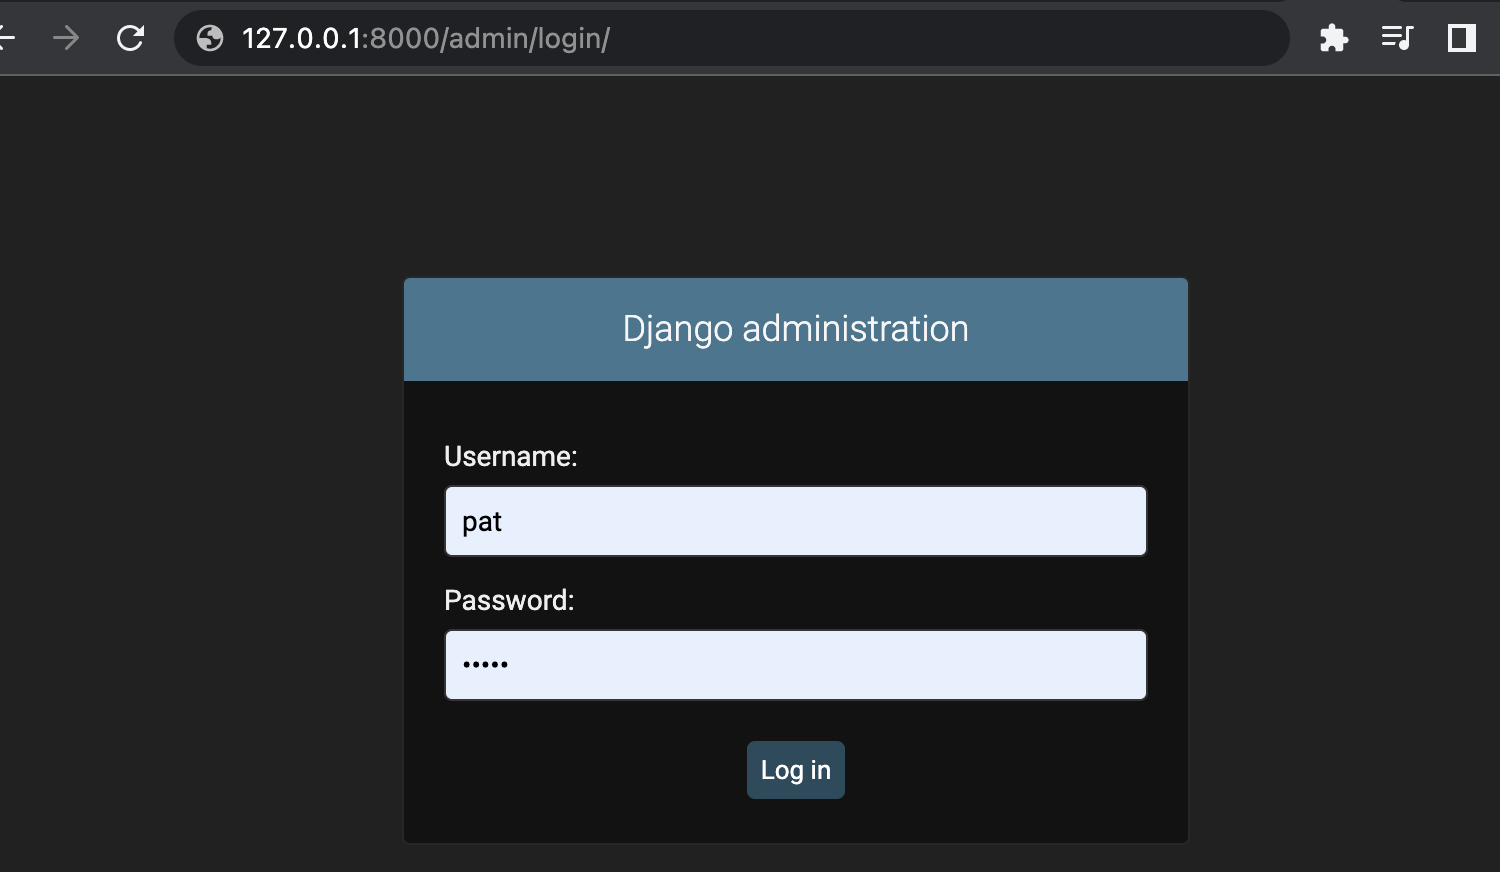 127.0.0.1:8000/admin/login/
Django administration
Username:
pat
Password:
•••••
Log in